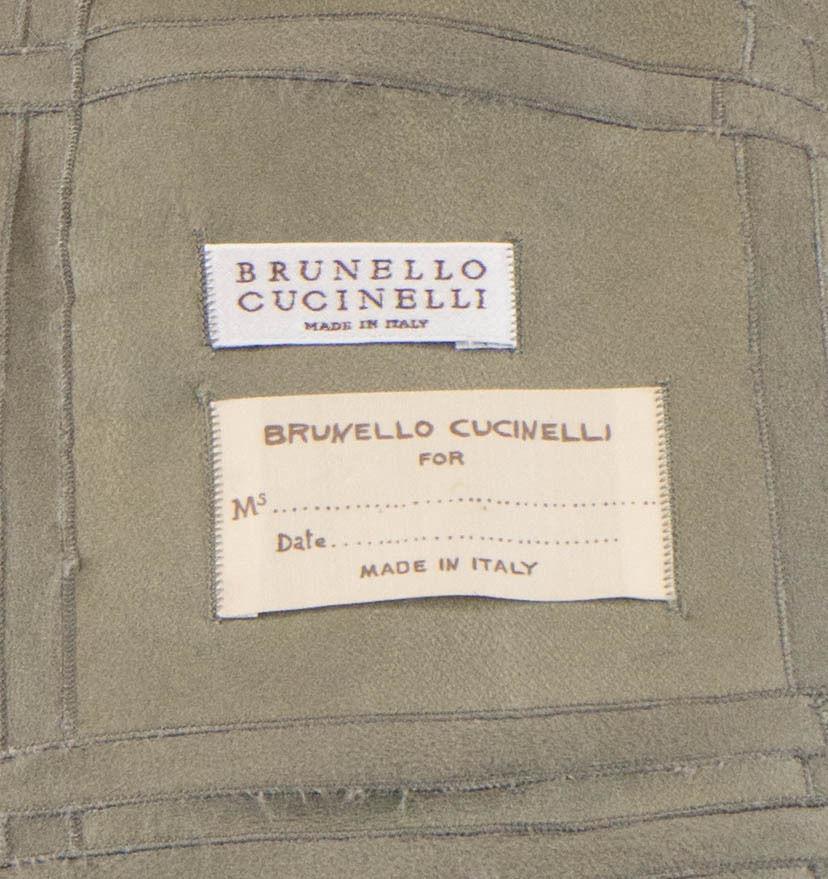 BRUNELLO
CUCINELLI
MADE IN ITALY
BRUNELLO CUCINELLI
FOR
Ms........................................
Date..............................
MADE IN ITALY